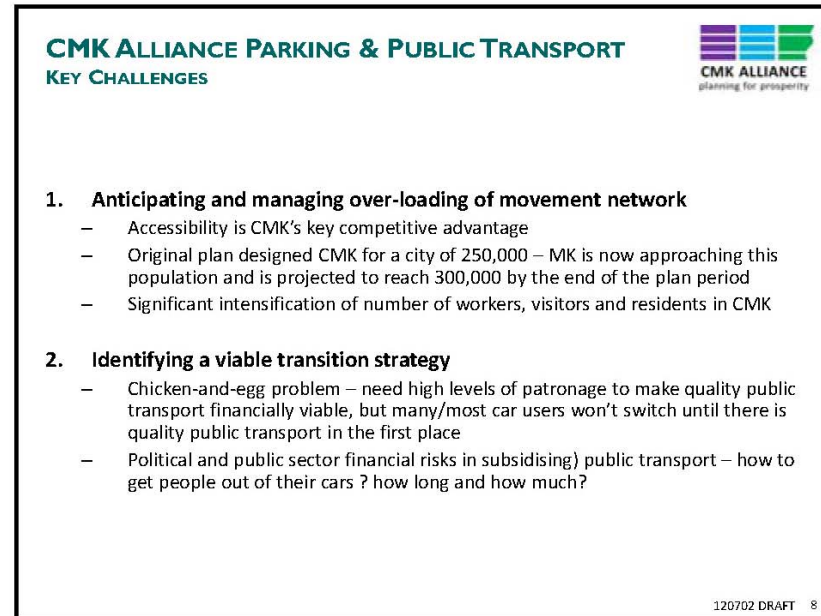 CMK ALLIANCE PARKING & PUBLIC TRANSPORT
KEY CHALLENGES
CMK ALLIANCE
planning for prosperity
1. Anticipating and managing over-loading of movement network
– Accessibility is CMK's key competitive advantage
– Original plan designed CMK for a city of 250,000 – MK is now approaching this
population and is projected to reach 300,000 by the end of the plan period
– Significant intensification of number of workers, visitors and residents in CMK
2. Identifying a viable transition strategy
– Chicken-and-egg problem – need high levels of patronage to make quality public
transport financially viable, but many/most car users won't switch until there is
quality public transport in the first place
– Political and public sector financial risks in subsidising) public transport – how to
get people out of their cars ? how long and how much?
120702 DRAFT 8